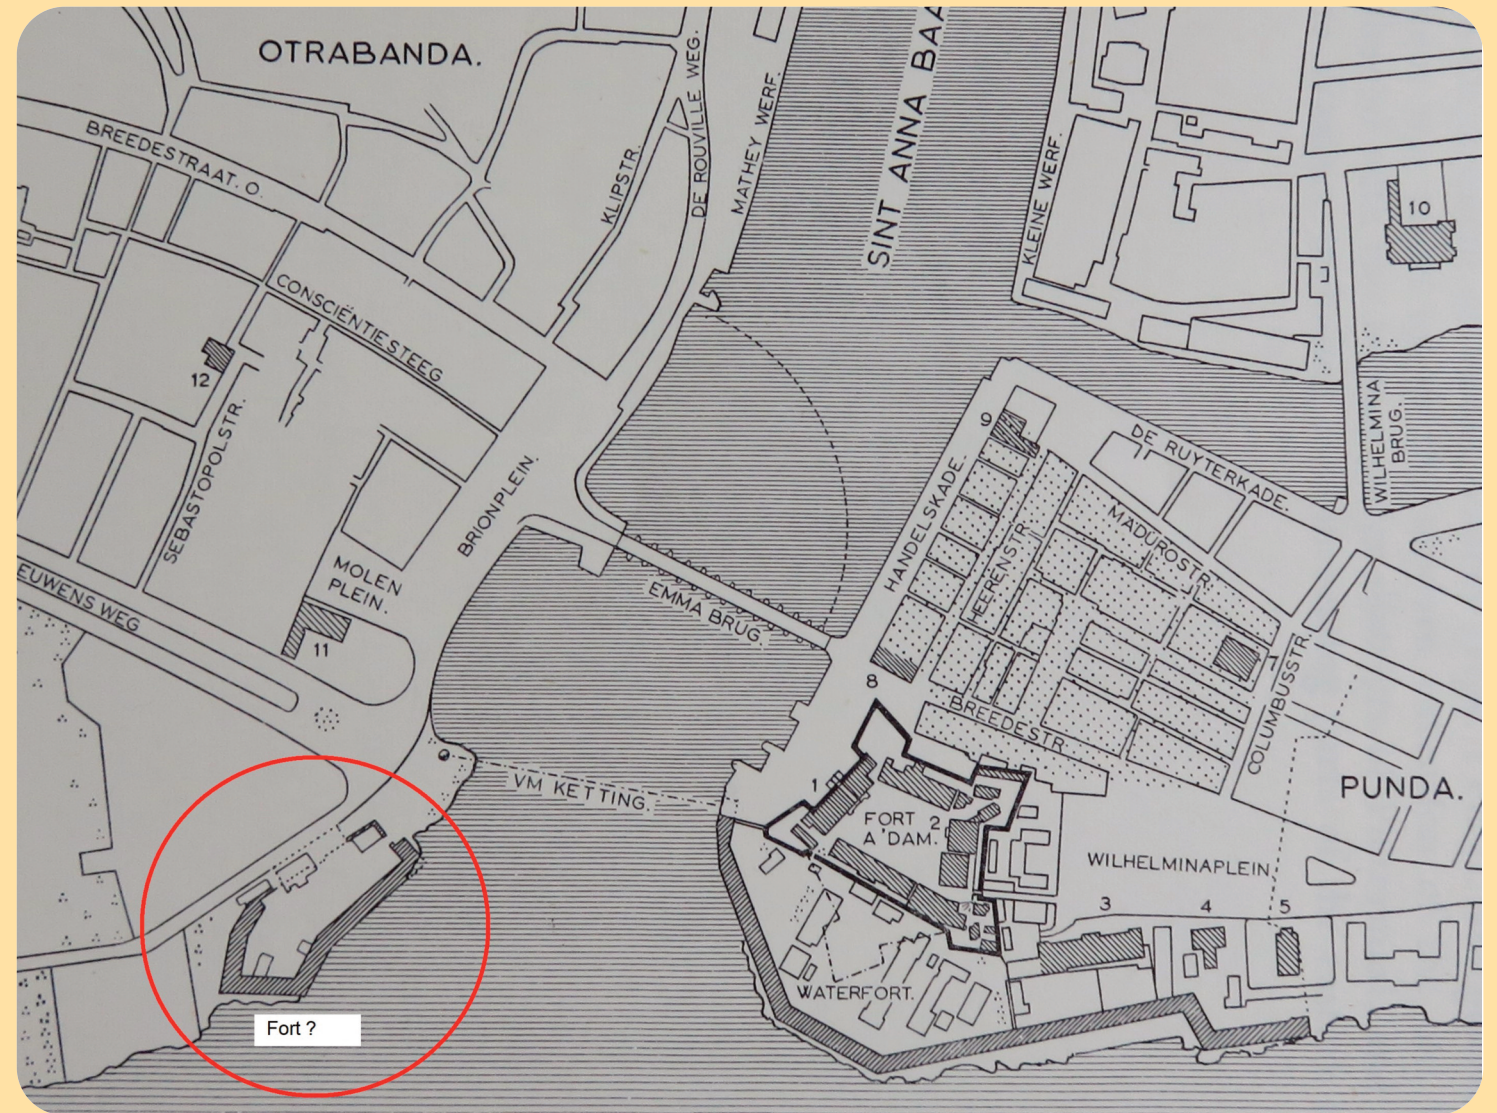 OTRABANDA.
BREEDESTRAAT. O.
KLIPSTR.
DE ROUVILLE WEG.
MATHEY WERF.
SINT ANNA BAA
KLEINE WERF.
10
CONSCIËNTIESTEEG
12
SEBASTOPOLSTR.
BRIONPLEIN.
MOLEN
PLEIN.
11
EUWENS WEG
EMMA BRUG.
9
HANDELSKADE.
HEERENSTR.
DE RUYTERKADE.
MADUROSTR.
WILHELMINA
BRUG.
7
COLUMBUSSTR.
8
BREEDESTR.
PUNDA.
VM KETTING.
1
FORT 2
A'DAM.
WILHELMINAPLEIN.
3
4
5
WATERFORT.
Fort ?